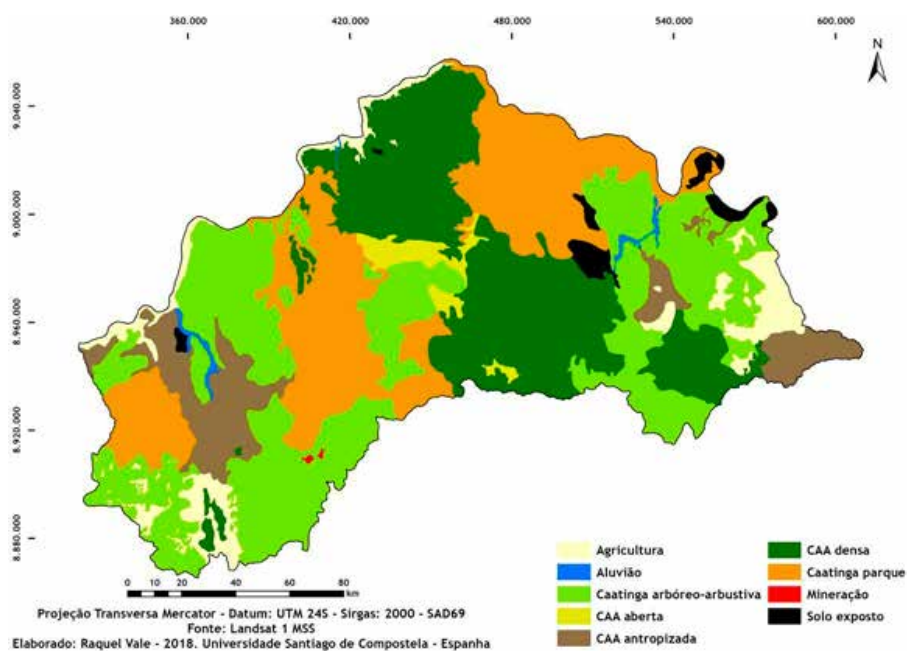 360.000 420.000 480.000 540.000 600.000
N
9.040.000
9.000.000
8.960.000
8.920.000
8.880.000
0 10 20 30 40 60 80
km
Projeção Transversa Mercator - Datum: UTM 24S - Sirgas: 2000 - SAD69
Fonte: Landsat 1 MSS
Elaborado: Raquel Vale - 2018. Universidade Santiago de Compostela - Espanha
Agricultura
Aluvião
Caatinga arbóreo-arbustiva
CAA aberta
CAA antropizada
CAA densa
Caatinga parque
Mineração
Solo exposto